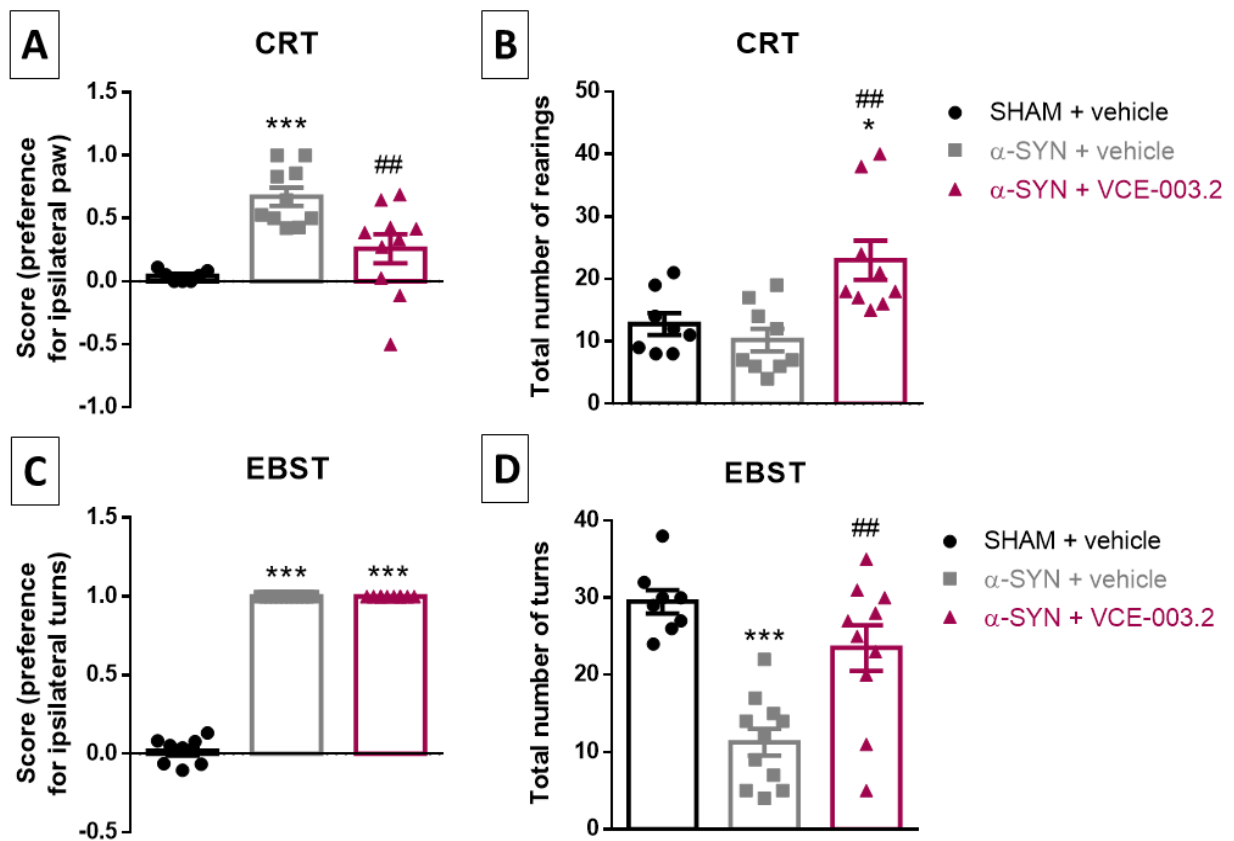 A
CRT
Score (preference
for ipsilateral paw)
1.5
1.0
0.5
0.0
-0.5
-1.0
***
##
B
CRT
Total number of rearings
50
40
30
20
10
0
##
*
SHAM + vehicle
α-SYN + vehicle
α-SYN + VCE-003.2
C
EBST
Score (preference
for ipsilateral turns)
1.5
1.0
0.5
0.0
-0.5
***
***
D
EBST
Total number of turns
40
30
20
10
0
***
##
SHAM + vehicle
α-SYN + vehicle
α-SYN + VCE-003.2